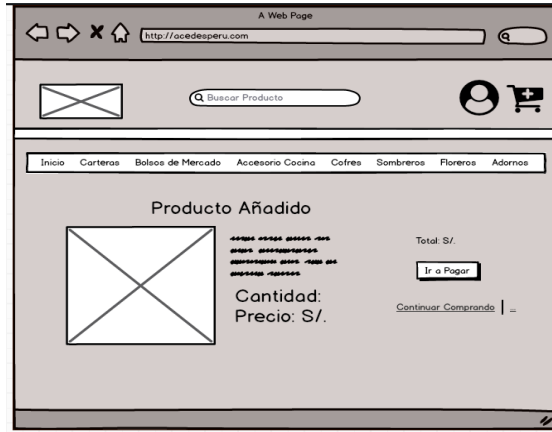 A Web Page
http://acedesperu.com
Buscar Producto
Inicio Carteras Bolsos de Mercado Accesorio Cocina Cofres Sombreros Floreros Adornos
Producto Añadido
Total: S/.
Ir a Pagar
Cantidad:
Precio: S/.
Continuar Comprando | ...